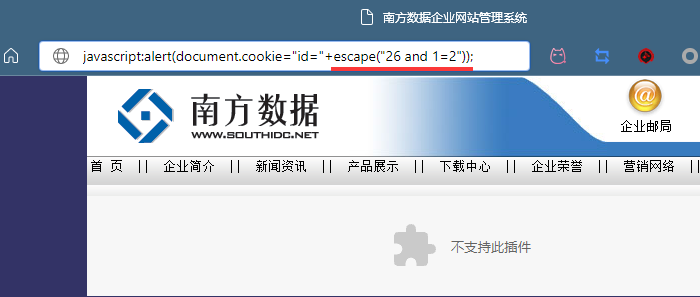 南方数据企业网站管理系统
javascript:alert(document.cookie="id="+escape("26 and 1=2"));
南方数据
WWW.SOUTHIDC.NET
@
企业邮局
首 页 || 企业简介 || 新闻资讯 || 产品展示 || 下载中心 || 企业荣誉 || 营销网络 ||
不支持此插件